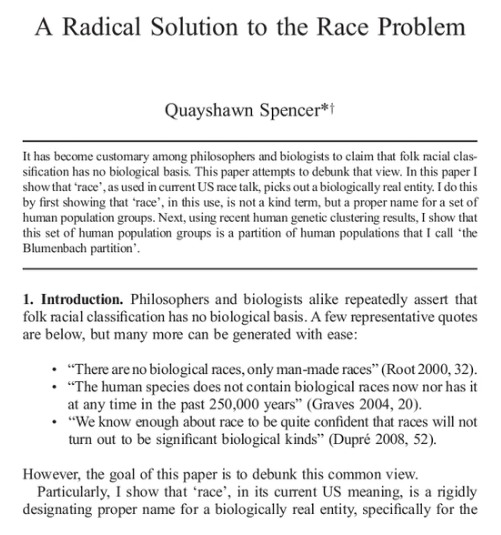 A Radical Solution to the Race Problem
Quayshawn Spencer*†
It has become customary among philosophers and biologists to claim that folk racial clas-
sification has no biological basis. This paper attempts to debunk that view. In this paper I
show that ‘race’, as used in current US race talk, picks out a biologically real entity. I do this
by first showing that ‘race’, in this use, is not a kind term, but a proper name for a set of
human population groups. Next, using recent human genetic clustering results, I show that
this set of human population groups is a partition of human populations that I call ‘the
Blumenbach partition’.
1. Introduction. Philosophers and biologists alike repeatedly assert that
folk racial classification has no biological basis. A few representative quotes
are below, but many more can be generated with ease:
• “There are no biological races, only man-made races” (Root 2000, 32).
• “The human species does not contain biological races now nor has it
at any time in the past 250,000 years” (Graves 2004, 20).
• “We know enough about race to be quite confident that races will not
turn out to be significant biological kinds” (Dupré 2008, 52).
However, the goal of this paper is to debunk this common view.
Particularly, I show that ‘race’, in its current US meaning, is a rigidly
designating proper name for a biologically real entity, specifically for the